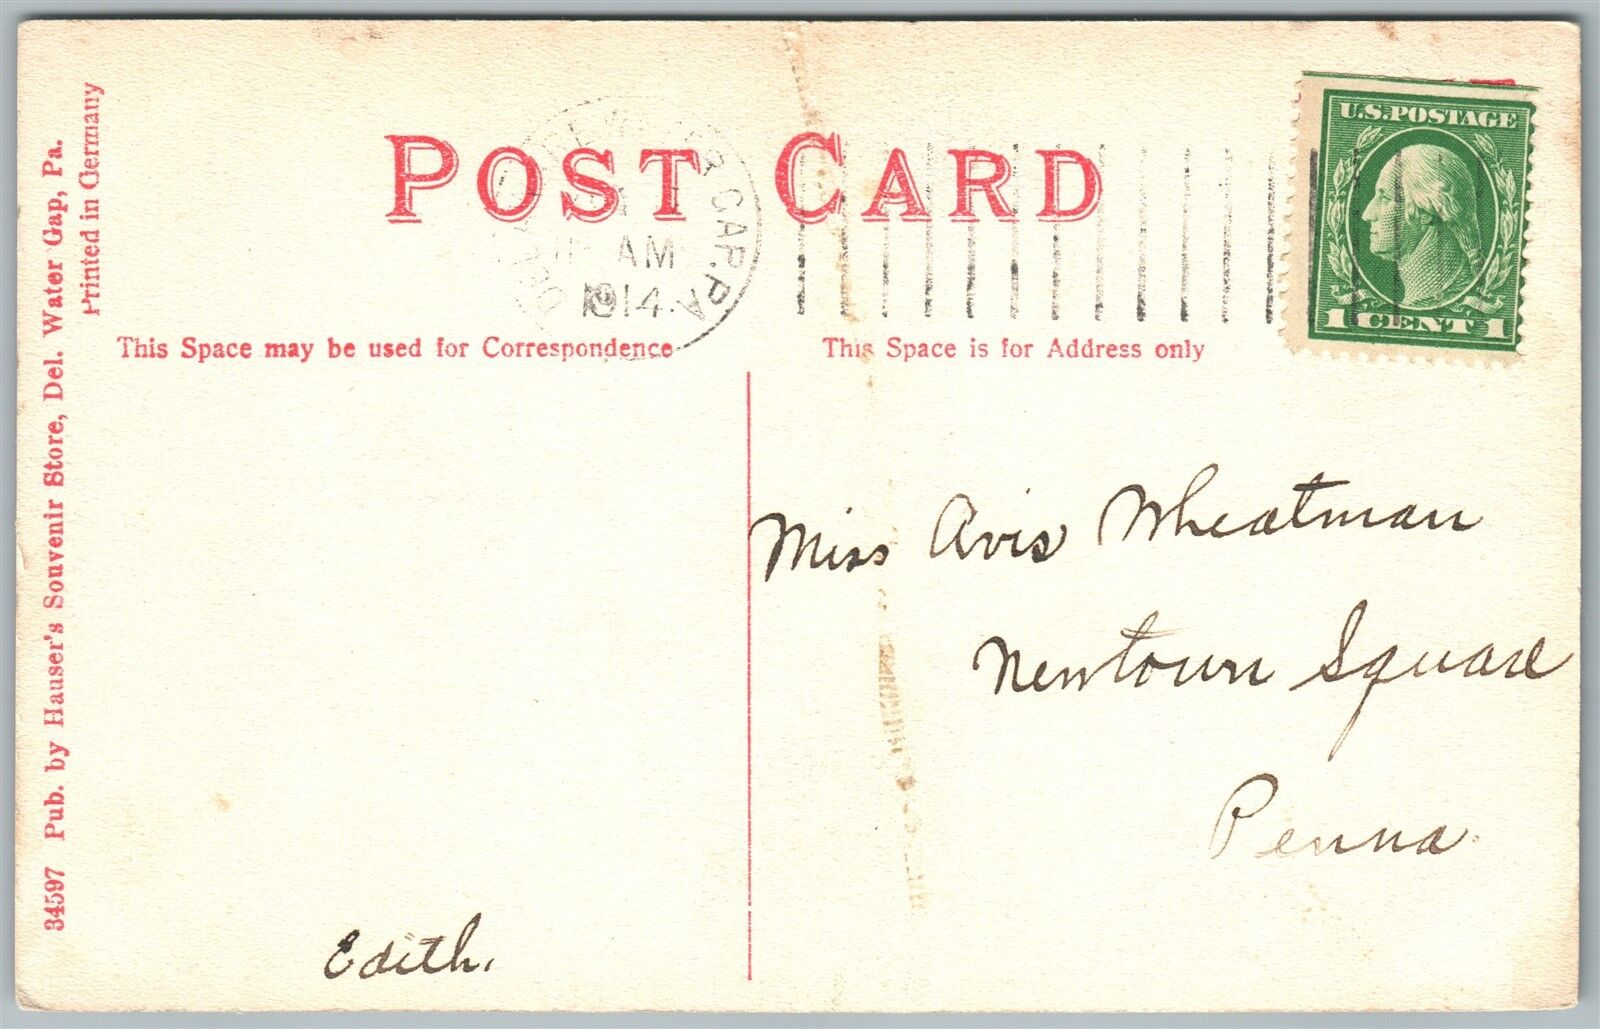 POST CARD
DELAWARE WATER GAP, PA.
AM
1914
U.S. POSTAGE
1 CENT 1
This Space may be used for Correspondence
This Space is for Address only
Miss Avis Wheatman
Newtown Square
Penna.
Edith.
34597 Pub. by Hauser's Souvenir Store, Del. Water Gap, Pa.
Printed in Germany